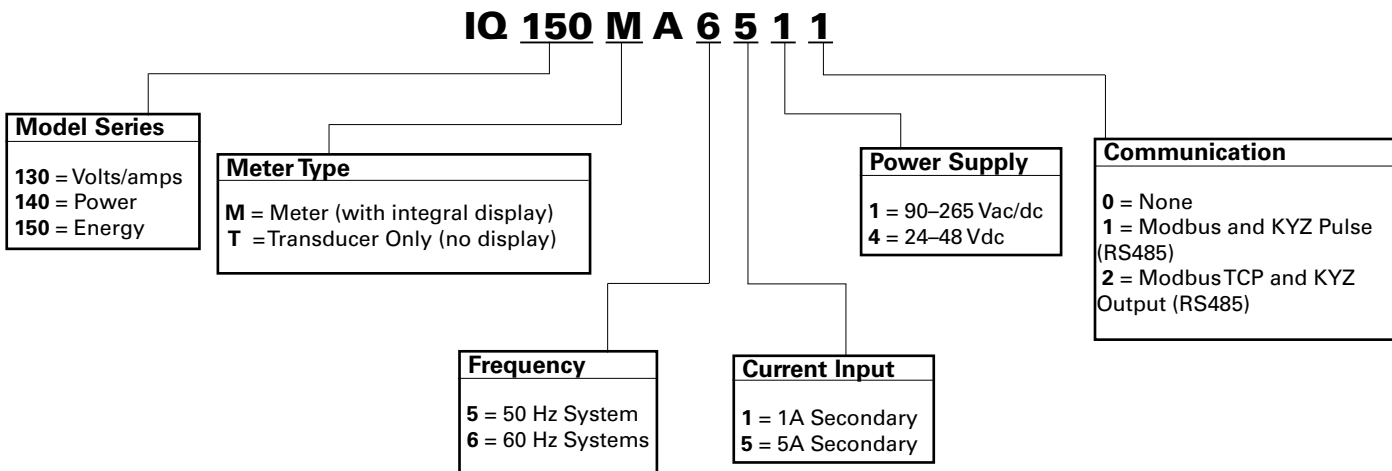 IQ 150 M A 6 5 1 1
Model Series
130 = Volts/amps
140 = Power
150 = Energy
Meter Type
M = Meter (with integral display)
T = Transducer Only (no display)
Power Supply
1 = 90–265 Vac/dc
4 = 24–48 Vdc
Communication
0 = None
1 = Modbus and KYZ Pulse
(RS485)
2 = Modbus TCP and KYZ
Output (RS485)
Frequency
5 = 50 Hz System
6 = 60 Hz Systems
Current Input
1 = 1A Secondary
5 = 5A Secondary